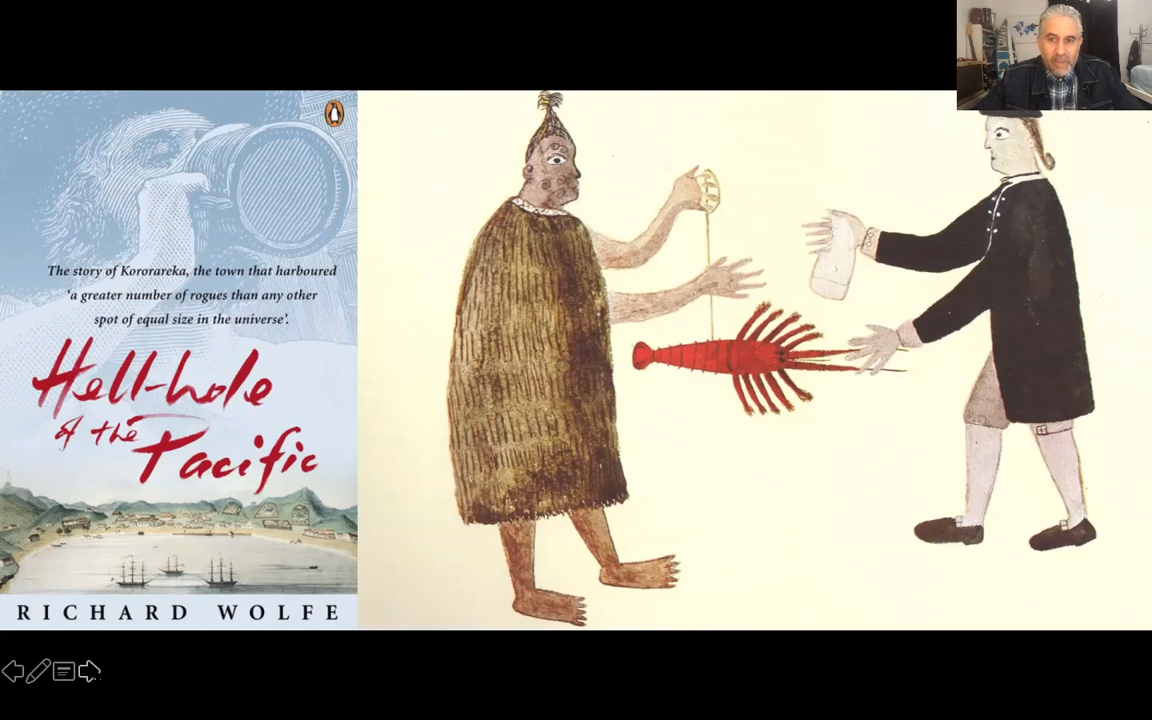 The story of Kororareka, the town that harboured
'a greater number of rogues than any other
spot of equal size in the universe'.
Hell-hole
of the
Pacific
RICHARD WOLFE